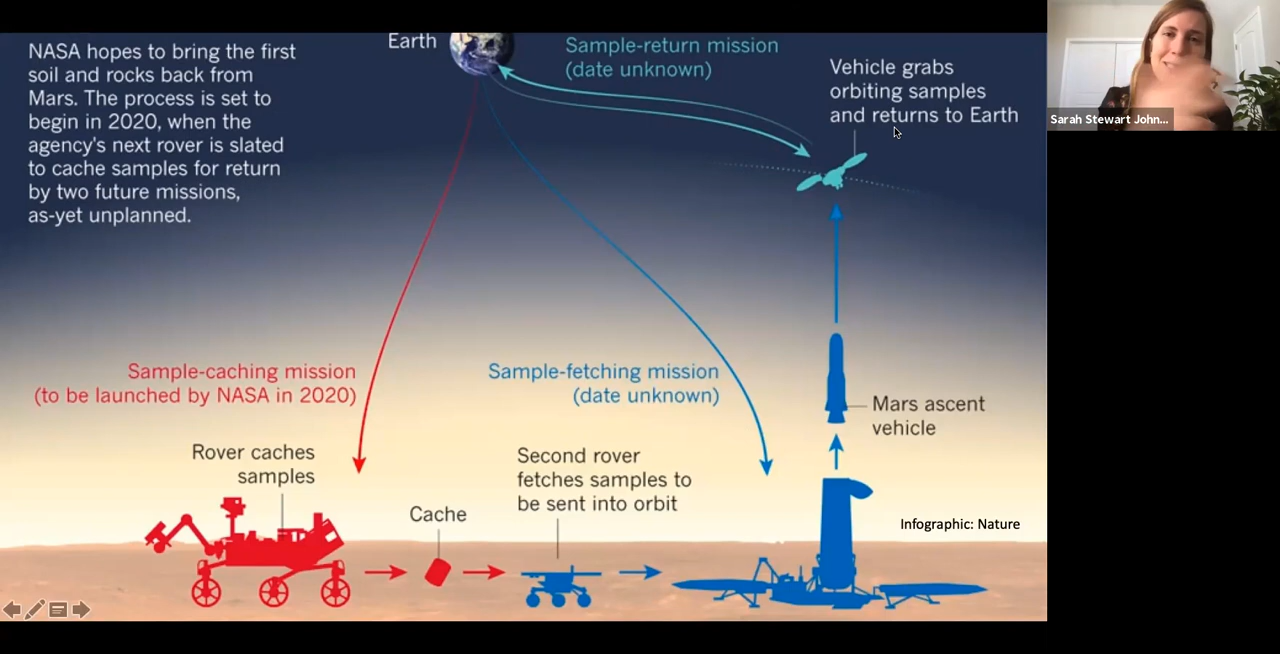 NASA hopes to bring the first
soil and rocks back from
Mars. The process is set to
begin in 2020, when the
agency's next rover is slated
to cache samples for return
by two future missions,
as-yet unplanned.
Earth
Sample-return mission
(date unknown)
Vehicle grabs
orbiting samples
and returns to Earth
Sarah Stewart John...
Sample-caching mission
(to be launched by NASA in 2020)
Sample-fetching mission
(date unknown)
Mars ascent
vehicle
Rover caches
samples
Cache
Second rover
fetches samples to
be sent into orbit
Infographic: Nature